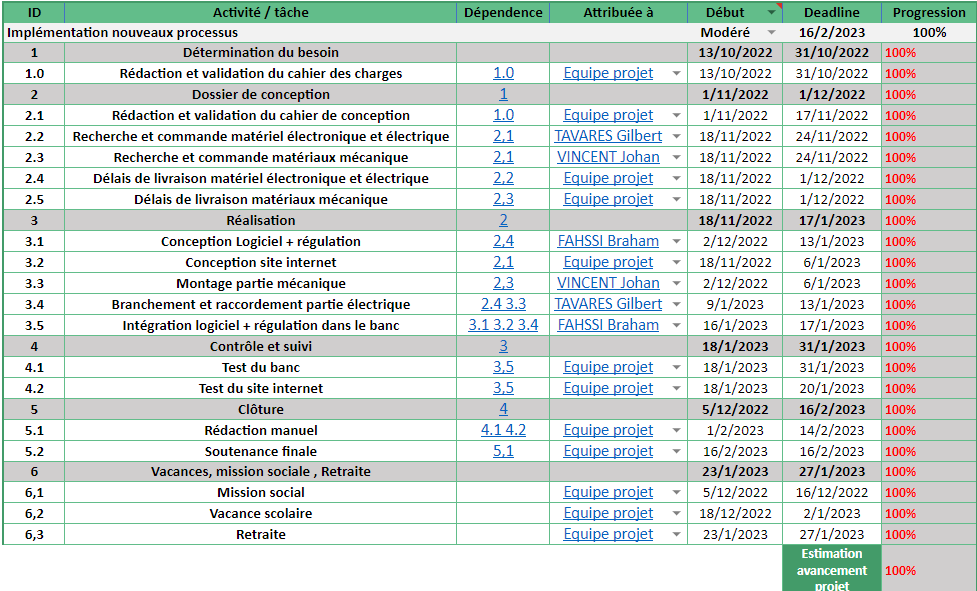 ID Activité / tâche Dépendence Attribuée à Début Deadline Progression
Implémentation nouveaux processus Modéré 16/2/2023 100%
1 Détermination du besoin 13/10/2022 31/10/2022 100%
1.0 Rédaction et validation du cahier des charges 1.0 Equipe projet 13/10/2022 31/10/2022 100%
2 Dossier de conception 1 1/11/2022 1/12/2022 100%
2.1 Rédaction et validation du cahier de conception 1.0 Equipe projet 1/11/2022 17/11/2022 100%
2.2 Recherche et commande matériel électronique et électrique 2,1 TAVARES Gilbert 18/11/2022 24/11/2022 100%
2.3 Recherche et commande matériaux mécanique 2,1 VINCENT Johan 18/11/2022 24/11/2022 100%
2.4 Délais de livraison matériel électronique et électrique 2,2 Equipe projet 18/11/2022 1/12/2022 100%
2.5 Délais de livraison matériaux mécanique 2,3 Equipe projet 18/11/2022 1/12/2022 100%
3 Réalisation 2 18/11/2022 17/1/2023 100%
3.1 Conception Logiciel + régulation 2,4 FAHSSI Braham 2/12/2022 13/1/2023 100%
3.2 Conception site internet 2,1 Equipe projet 18/11/2022 6/1/2023 100%
3.3 Montage partie mécanique 2,3 VINCENT Johan 2/12/2022 6/1/2023 100%
3.4 Branchement et raccordement partie électrique 2.4 3.3 TAVARES Gilbert 9/1/2023 13/1/2023 100%
3.5 Intégration logiciel + régulation dans le banc 3.1 3.2 3.4 FAHSSI Braham 16/1/2023 17/1/2023 100%
4 Contrôle et suivi 3 18/1/2023 31/1/2023 100%
4.1 Test du banc 3,5 Equipe projet 18/1/2023 31/1/2023 100%
4.2 Test du site internet 3,5 Equipe projet 18/1/2023 20/1/2023 100%
5 Clôture 4 5/12/2022 16/2/2023 100%
5.1 Rédaction manuel 4.1 4.2 Equipe projet 1/2/2023 14/2/2023 100%
5.2 Soutenance finale 5,1 Equipe projet 16/2/2023 16/2/2023 100%
6 Vacances, mission sociale , Retraite 23/1/2023 27/1/2023 100%
6,1 Mission social Equipe projet 5/12/2022 16/12/2022 100%
6,2 Vacance scolaire Equipe projet 18/12/2022 2/1/2023 100%
6,3 Retraite Equipe projet 23/1/2023 27/1/2023 100%
Estimation
avancement 100%
projet